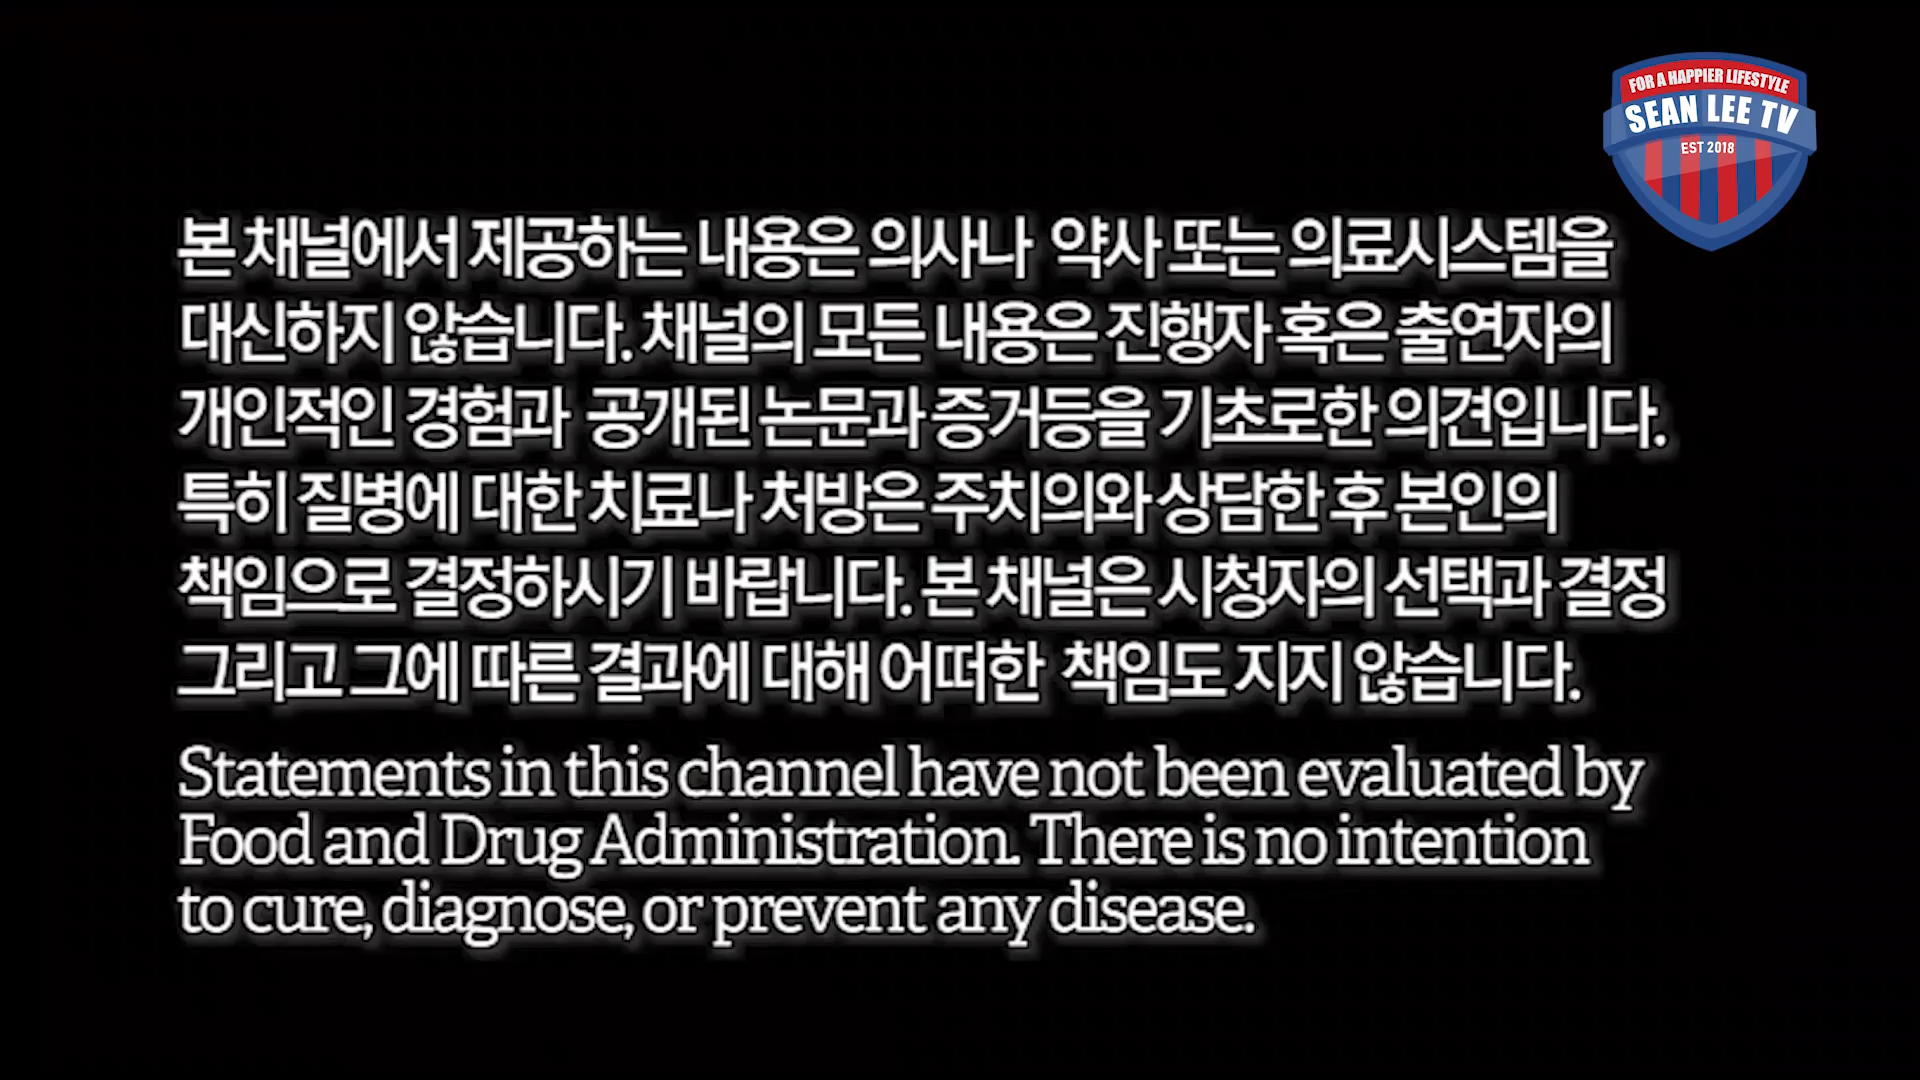 FOR A HAPPIER LIFESTYLE
SEAN LEE TV
EST 2018
본 채널에서 제공하는 내용은 의사나 약사 또는 의료시스템을
대신하지 않습니다. 채널의 모든 내용은 진행자 혹은 출연자의
개인적인 경험과 공개된 논문과 증거등을 기초로한 의견입니다.
특히 질병에 대한 치료나 처방은 주치의와 상담한 후 본인의
책임으로 결정하시기 바랍니다. 본 채널은 시청자의 선택과 결정
그리고 그에 따른 결과에 대해 어떠한 책임도 지지 않습니다.
Statements in this channel have not been evaluated by
Food and Drug Administration. There is no intention
to cure, diagnose, or prevent any disease.